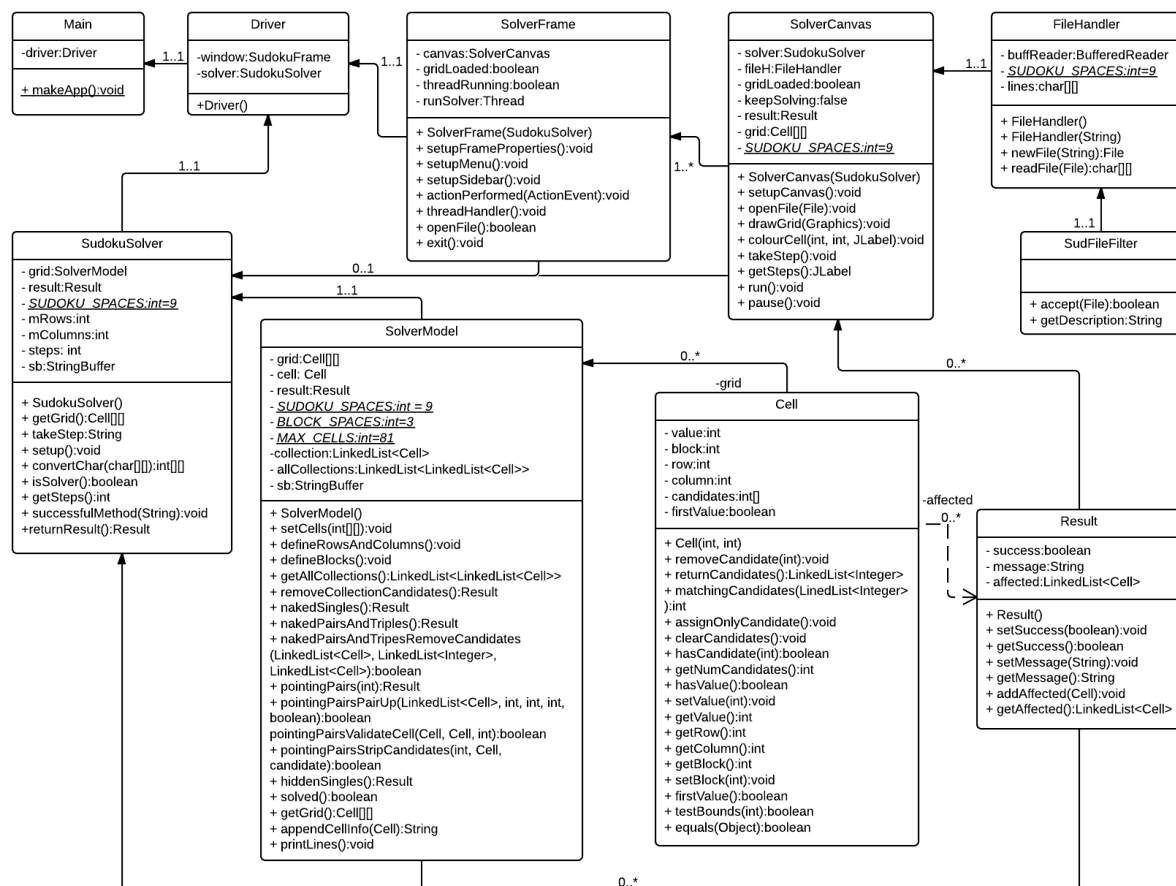 Main
-driver:Driver
+ makeApp():void
1..1
Driver
-window:SudokuFrame
-solver:SudokuSolver
+Driver()
1..1
SolverFrame
- canvas:SolverCanvas
- gridLoaded:boolean
- threadRunning:boolean
- runSolver:Thread
+ SolverFrame(SudokuSolver)
+ setupFrameProperties():void
+ setupMenu():void
+ setupSidebar():void
+ actionPerformed(ActionEvent):void
+ threadHandler():void
+ openFile():boolean
+ exit():void
1..*
SolverCanvas
- solver:SudokuSolver
- fileH:FileHandler
- gridLoaded:boolean
- keepSolving:false
- result:Result
- grid:Cell[][]
- SUDOKU_SPACES:int=9
+ SolverCanvas(SudokuSolver)
+ setupCanvas():void
+ openFile(File):void
+ drawGrid(Graphics):void
+ colourCell(int, int, JLabel):void
+ takeStep():void
+ getSteps():JLabel
+ run():void
+ pause():void
1..1
FileHandler
- buffReader:BufferedReader
- SUDOKU_SPACES:int=9
- lines:char[][]
+ FileHandler()
+ FileHandler(String)
+ newFile(String):File
+ readFile(File):char[][]
1..1
SudFileFilter
+ accept(File):boolean
+ getDescription:String
1..1
SudokuSolver
- grid:SolverModel
- result:Result
- SUDOKU_SPACES:int=9
- mRows:int
- mColumns:int
- steps: int
- sb:StringBuffer
+ SudokuSolver()
+ getGrid():Cell[][]
+ takeStep:String
+ setup():void
+ convertChar(char[][]):int[][]
+ isSolver():boolean
+ getSteps():int
+ successfulMethod(String):void
+returnResult():Result
0..1
1..1
SolverModel
- grid:Cell[][]
- cell: Cell
- result:Result
- SUDOKU_SPACES:int = 9
- BLOCK_SPACES:int=3
- MAX_CELLS:int=81
-collection:LinkedList<Cell>
- allCollections:LinkedList<LinkedList<Cell>>
- sb:StringBuffer
+ SolverModel()
+ setCells(int[][]):void
+ defineRowsAndColumns():void
+ defineBlocks():void
+ getAllCollections():LinkedList<LinkedList<Cell>>
+ removeCollectionCandidates():Result
+ nakedSingles():Result
+ nakedPairsAndTriples():Result
+ nakedPairsAndTripesRemoveCandidates
(LinkedList<Cell>, LinkedList<Integer>,
LinkedList<Cell>):boolean
+ pointingPairs(int):Result
+ pointingPairsPairUp(LinkedList<Cell>, int, int, int,
boolean):boolean
pointingPairsValidateCell(Cell, Cell, int):boolean
+ pointingPairsStripCandidates(int, Cell,
candidate):boolean
+ hiddenSingles():Result
+ solved():boolean
+ getGrid():Cell[][]
+ appendCellInfo(Cell):String
+ printLines():void
0..*
-grid
Cell
- value:int
- block:int
- row:int
- column:int
- candidates:int[]
- firstValue:boolean
+ Cell(int, int)
+ removeCandidate(int):void
+ returnCandidates():LinkedList<Integer>
+ matchingCandidates(LinedList<Integer>
):int
+ assignOnlyCandidate():void
+ clearCandidates():void
+ hasCandidate(int):boolean
+ getNumCandidates():int
+ hasValue():boolean
+ setValue(int):void
+ getValue():int
+ getRow():int
+ getColumn():int
+ getBlock():int
+ setBlock(int):void
+ firstValue():boolean
+ testBounds(int):boolean
+ equals(Object):boolean
0..*
-affected
0..*
Result
- success:boolean
- message:String
- affected:LinkedList<Cell>
+ Result()
+ setSuccess(boolean):void
+ getSuccess():boolean
+ setMessage(String):void
+ getMessage():String
+ addAffected(Cell):void
+ getAffected():LinkedList<Cell>
0..*